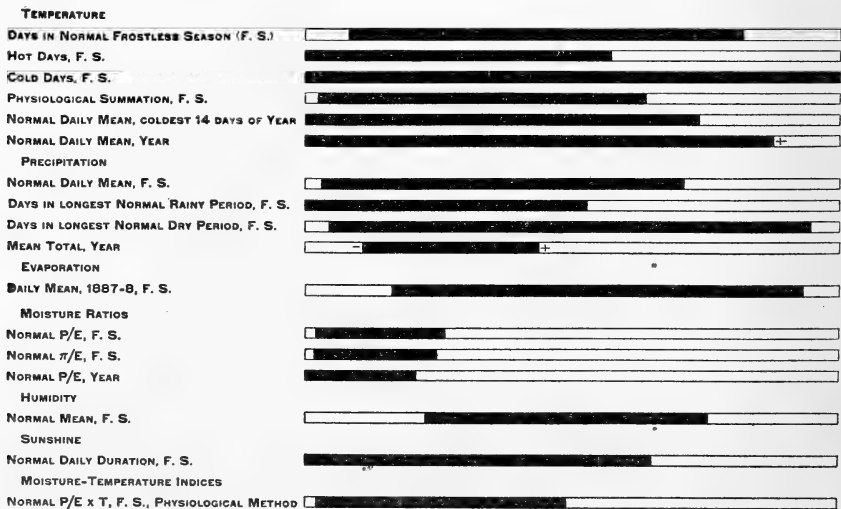 TEMPERATURE
DAYS IN NORMAL FROSTLESS SEASON (F. S.)
HOT DAYS, F. S.
COLD DAYS, F. S.
PHYSIOLOGICAL SUMMATION, F. S.
NORMAL DAILY MEAN, COLDEST 14 DAYS OF YEAR
NORMAL DAILY MEAN, YEAR +
PRECIPITATION
NORMAL DAILY MEAN, F. S.
DAYS IN LONGEST NORMAL RAINY PERIOD, F. S.
DAYS IN LONGEST NORMAL DRY PERIOD, F. S.
MEAN TOTAL, YEAR − +
EVAPORATION
DAILY MEAN, 1887-8, F. S.
MOISTURE RATIOS
NORMAL P/E, F. S.
NORMAL π/E, F. S.
NORMAL P/E, YEAR
HUMIDITY
NORMAL MEAN, F. S.
SUNSHINE
NORMAL DAILY DURATION, F. S.
MOISTURE-TEMPERATURE INDICES
NORMAL P/E X T, F. S., PHYSIOLOGICAL METHOD